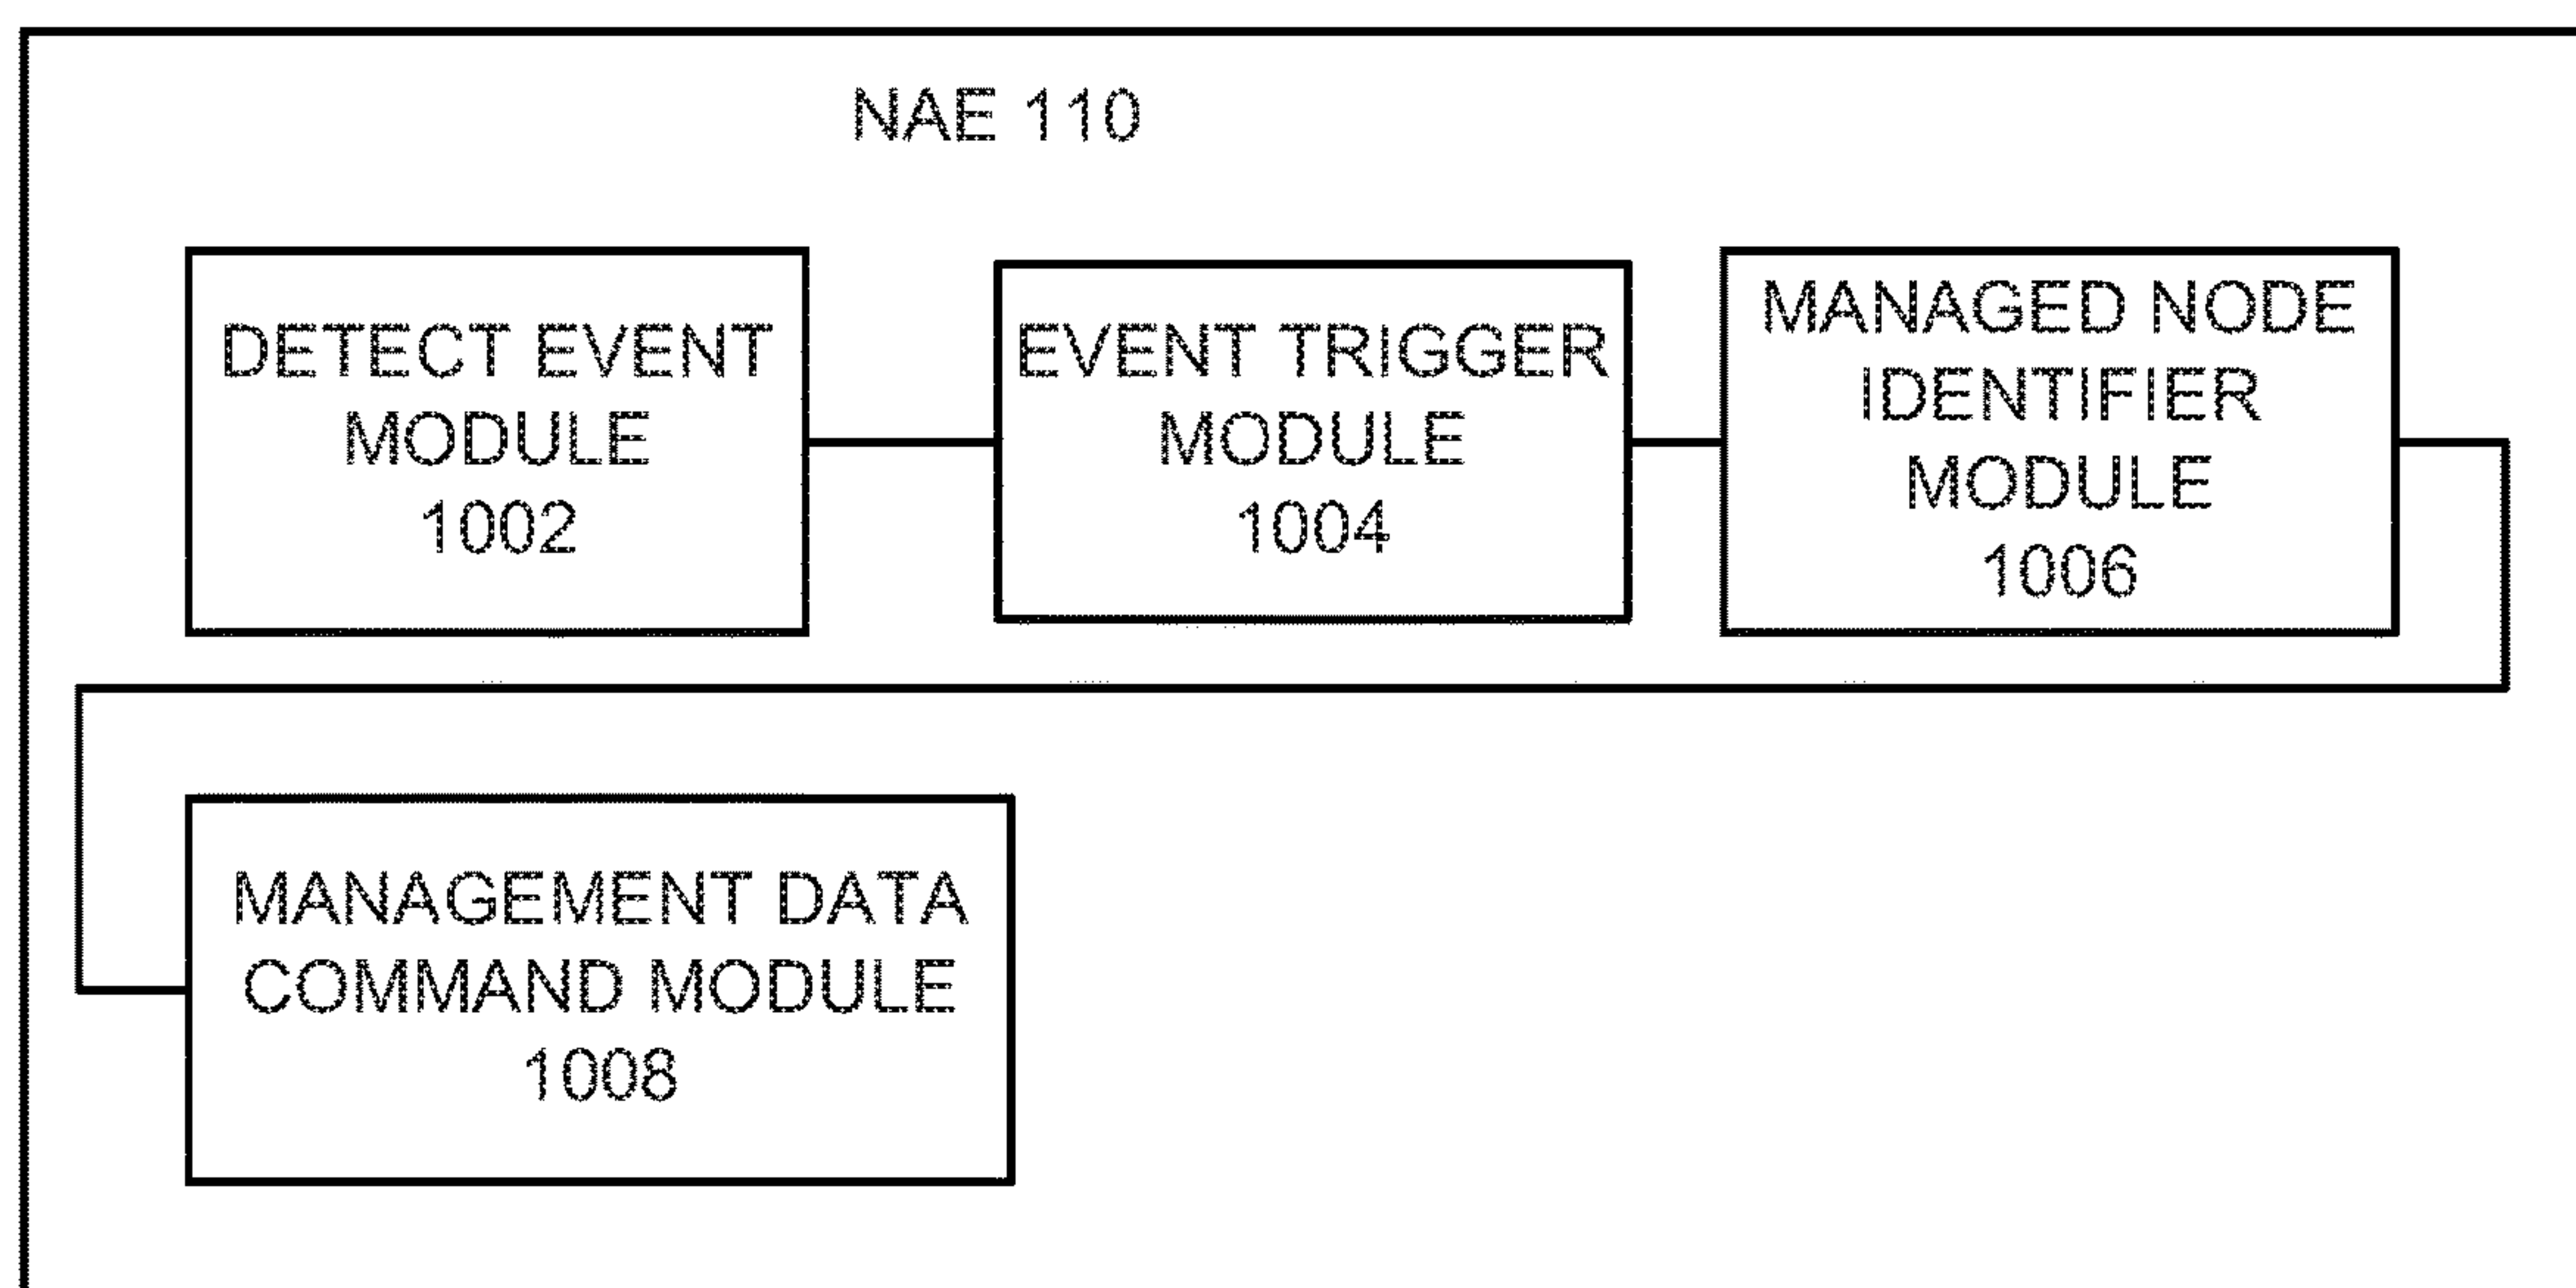 NAE 110
DETECT EVENT
MODULE
1002
EVENT TRIGGER
MODULE
1004
MANAGED NODE
IDENTIFIER
MODULE
1006
MANAGEMENT DATA
COMMAND MODULE
1008